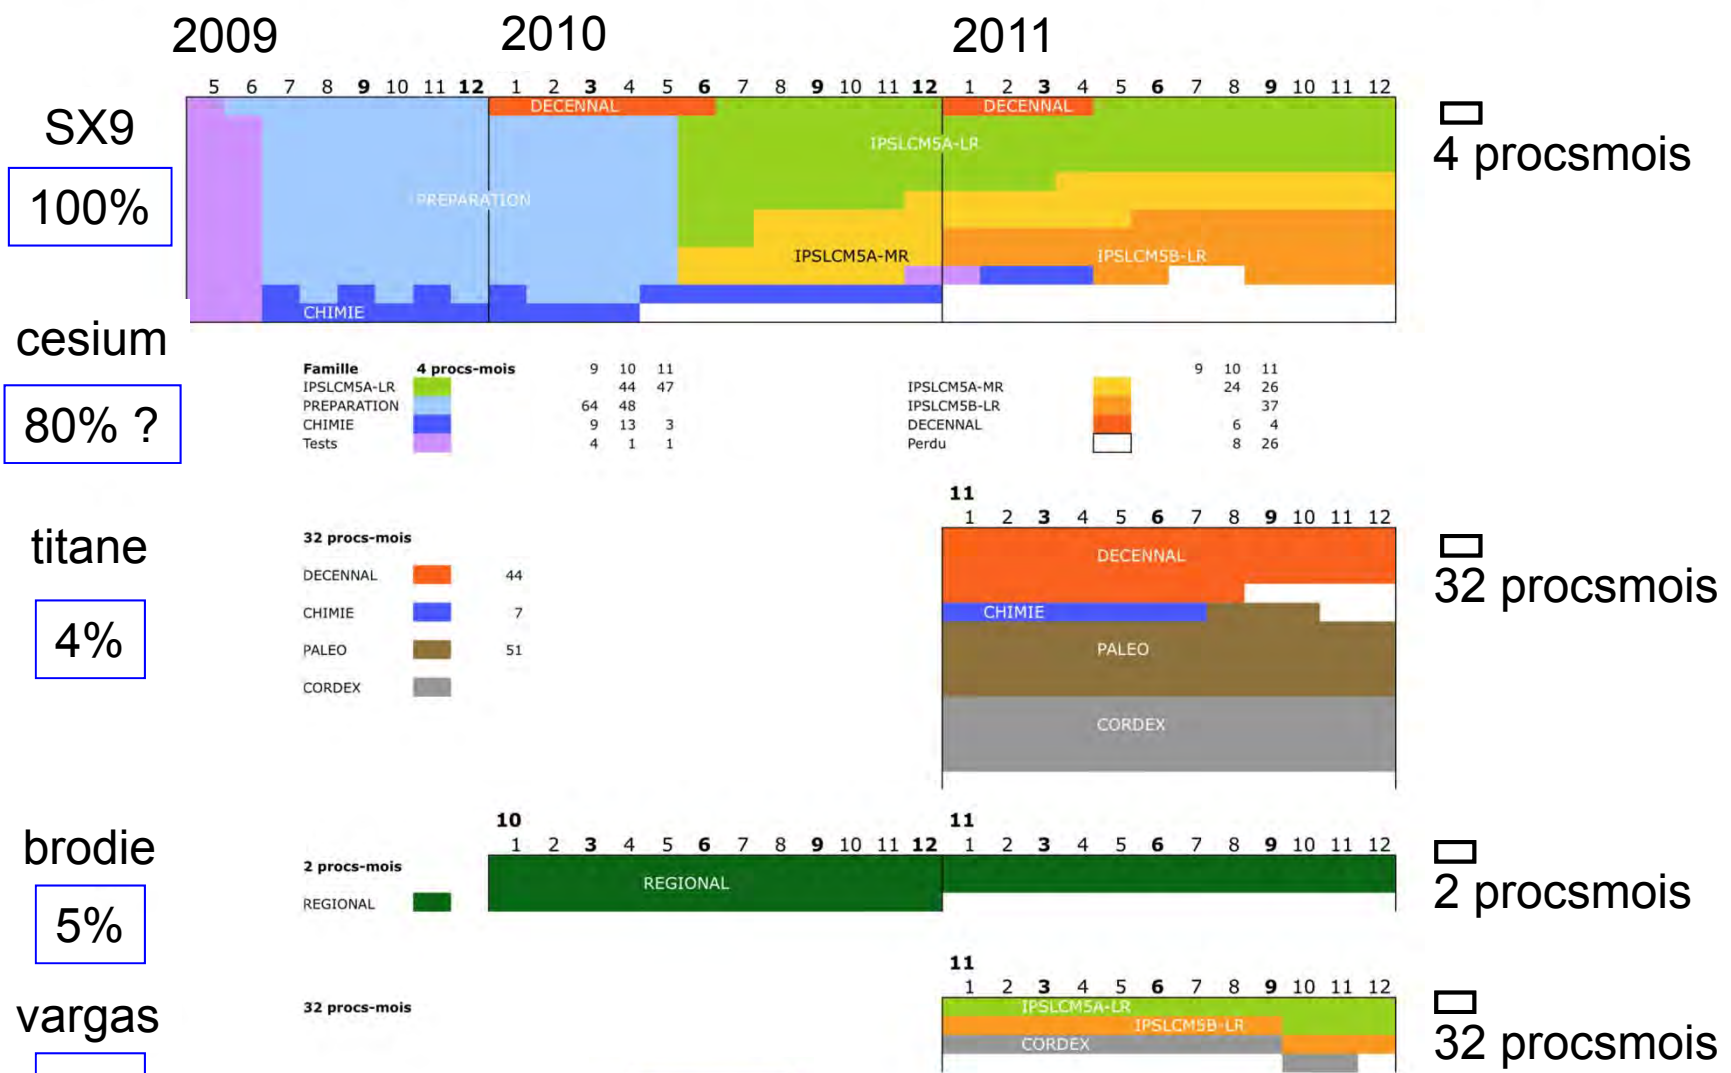 2009 2010 2011
5 6 7 8 9 10 11 12 1 2 3 4 5 6 7 8 9 10 11 12 1 2 3 4 5 6 7 8 9 10 11 12
SX9
100%
DECENNAL DECENNAL
IPSLCM5A-LR
PREPARATION
IPSLCM5A-MR IPSLCM5B-LR
CHIMIE
4 procsmois
cesium
80% ?
Famille 4 procs-mois 9 10 11
IPSLCM5A-LR 44 47
PREPARATION 64 48
CHIMIE 9 13 3
Tests 4 1 1
9 10 11
IPSLCM5A-MR 24 26
IPSLCM5B-LR 37
DECENNAL 6 4
Perdu 8 26
titane
4%
32 procs-mois
DECENNAL 44
CHIMIE 7
PALEO 51
CORDEX
11
1 2 3 4 5 6 7 8 9 10 11 12
DECENNAL
CHIMIE
PALEO
CORDEX
32 procsmois
brodie
5%
2 procs-mois
REGIONAL
10 11
1 2 3 4 5 6 7 8 9 10 11 12 1 2 3 4 5 6 7 8 9 10 11 12
REGIONAL
2 procsmois
vargas
32 procs-mois
11
1 2 3 4 5 6 7 8 9 10 11 12
IPSLCM5A-LR
IPSLCM5B-LR
CORDEX
32 procsmois